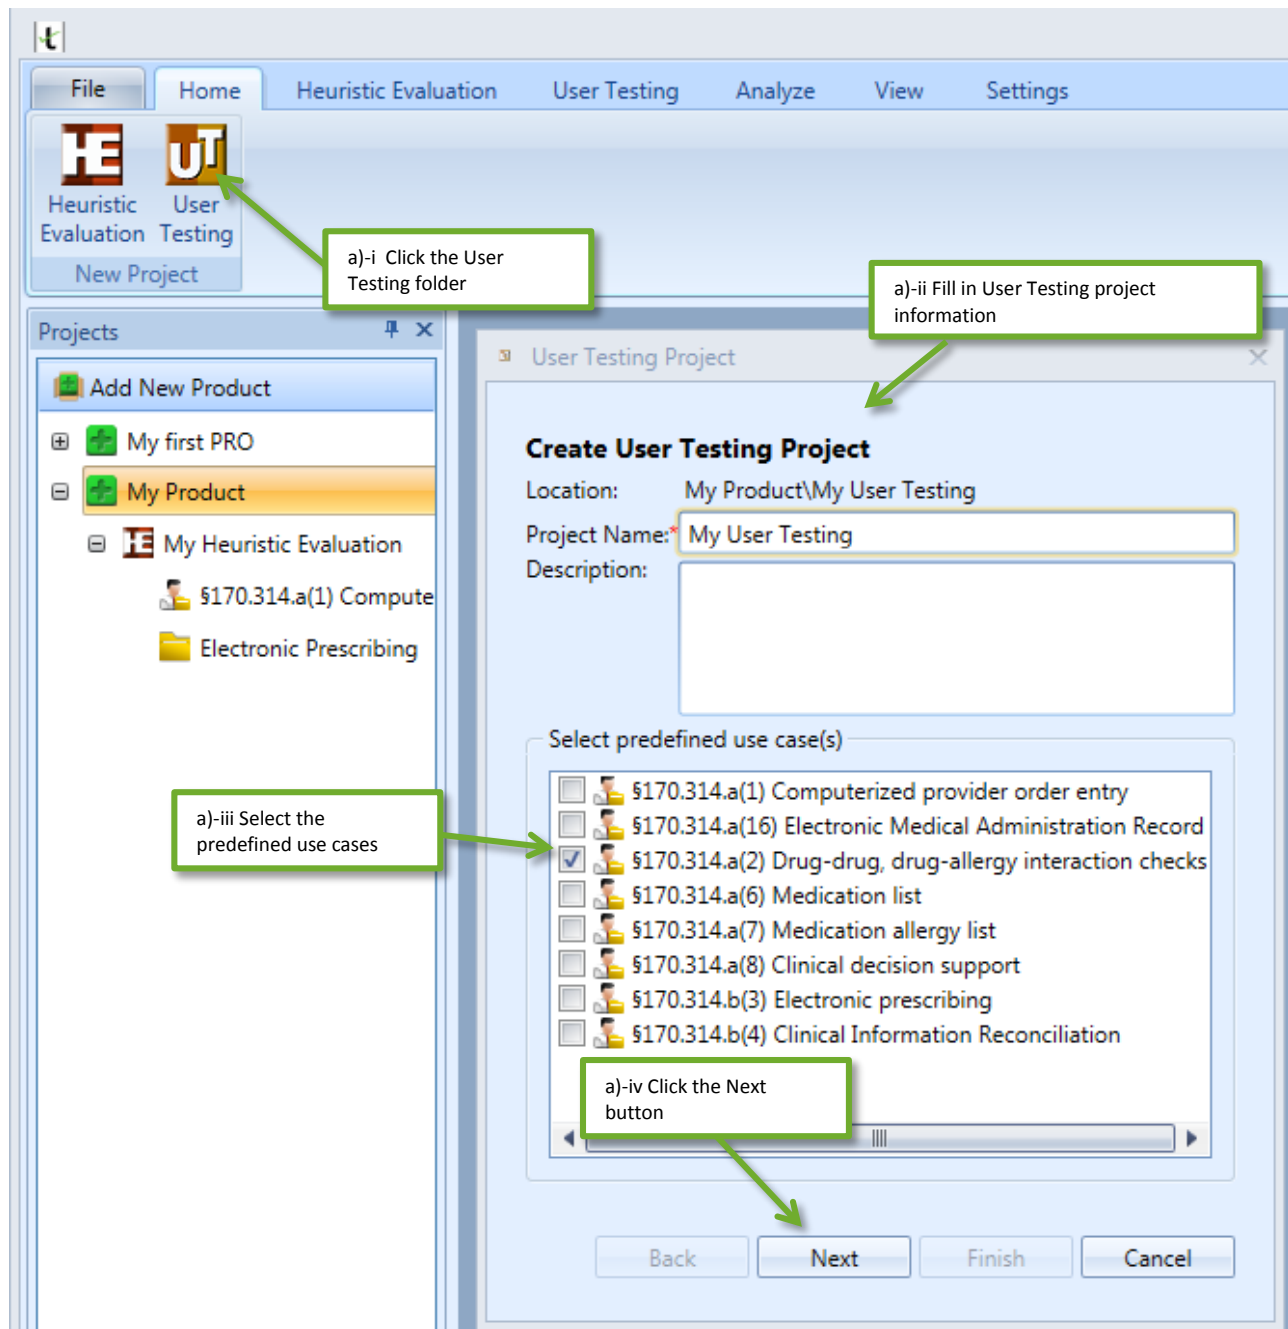 t
File Home Heuristic Evaluation User Testing Analyze View Settings
HE UT
Heuristic User
Evaluation Testing
New Project
a)-i Click the User
Testing folder
a)-ii Fill in User Testing project
information
Projects
Add New Product
My first PRO
My Product
My Heuristic Evaluation
§170.314.a(1) Compute
Electronic Prescribing
User Testing Project
Create User Testing Project
Location: My Product\My User Testing
Project Name:* My User Testing
Description:
Select predefined use case(s)
§170.314.a(1) Computerized provider order entry
§170.314.a(16) Electronic Medical Administration Record
§170.314.a(2) Drug-drug, drug-allergy interaction checks
§170.314.a(6) Medication list
§170.314.a(7) Medication allergy list
§170.314.a(8) Clinical decision support
§170.314.b(3) Electronic prescribing
§170.314.b(4) Clinical Information Reconciliation
a)-iii Select the
predefined use cases
a)-iv Click the Next
button
Back Next Finish Cancel